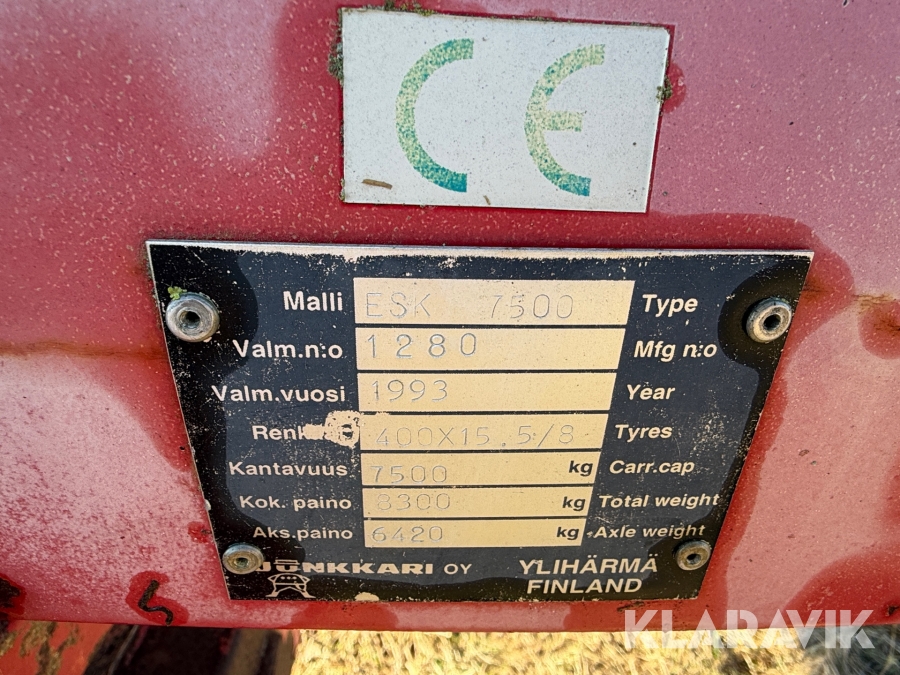 CE
Malli ESK 7500 Type
Valm.n:o 1280 Mfg n:o
Valm.vuosi 1993 Year
400X15,5/8 Tyres
Kantavuus 7500 kg Carr.cap
Kok. paino 8300 kg Total weight
Aks.paino 6420 kg Axle weight
JUNKKARI OY YLIHÄRMÄ
FINLAND
KLARAVIK